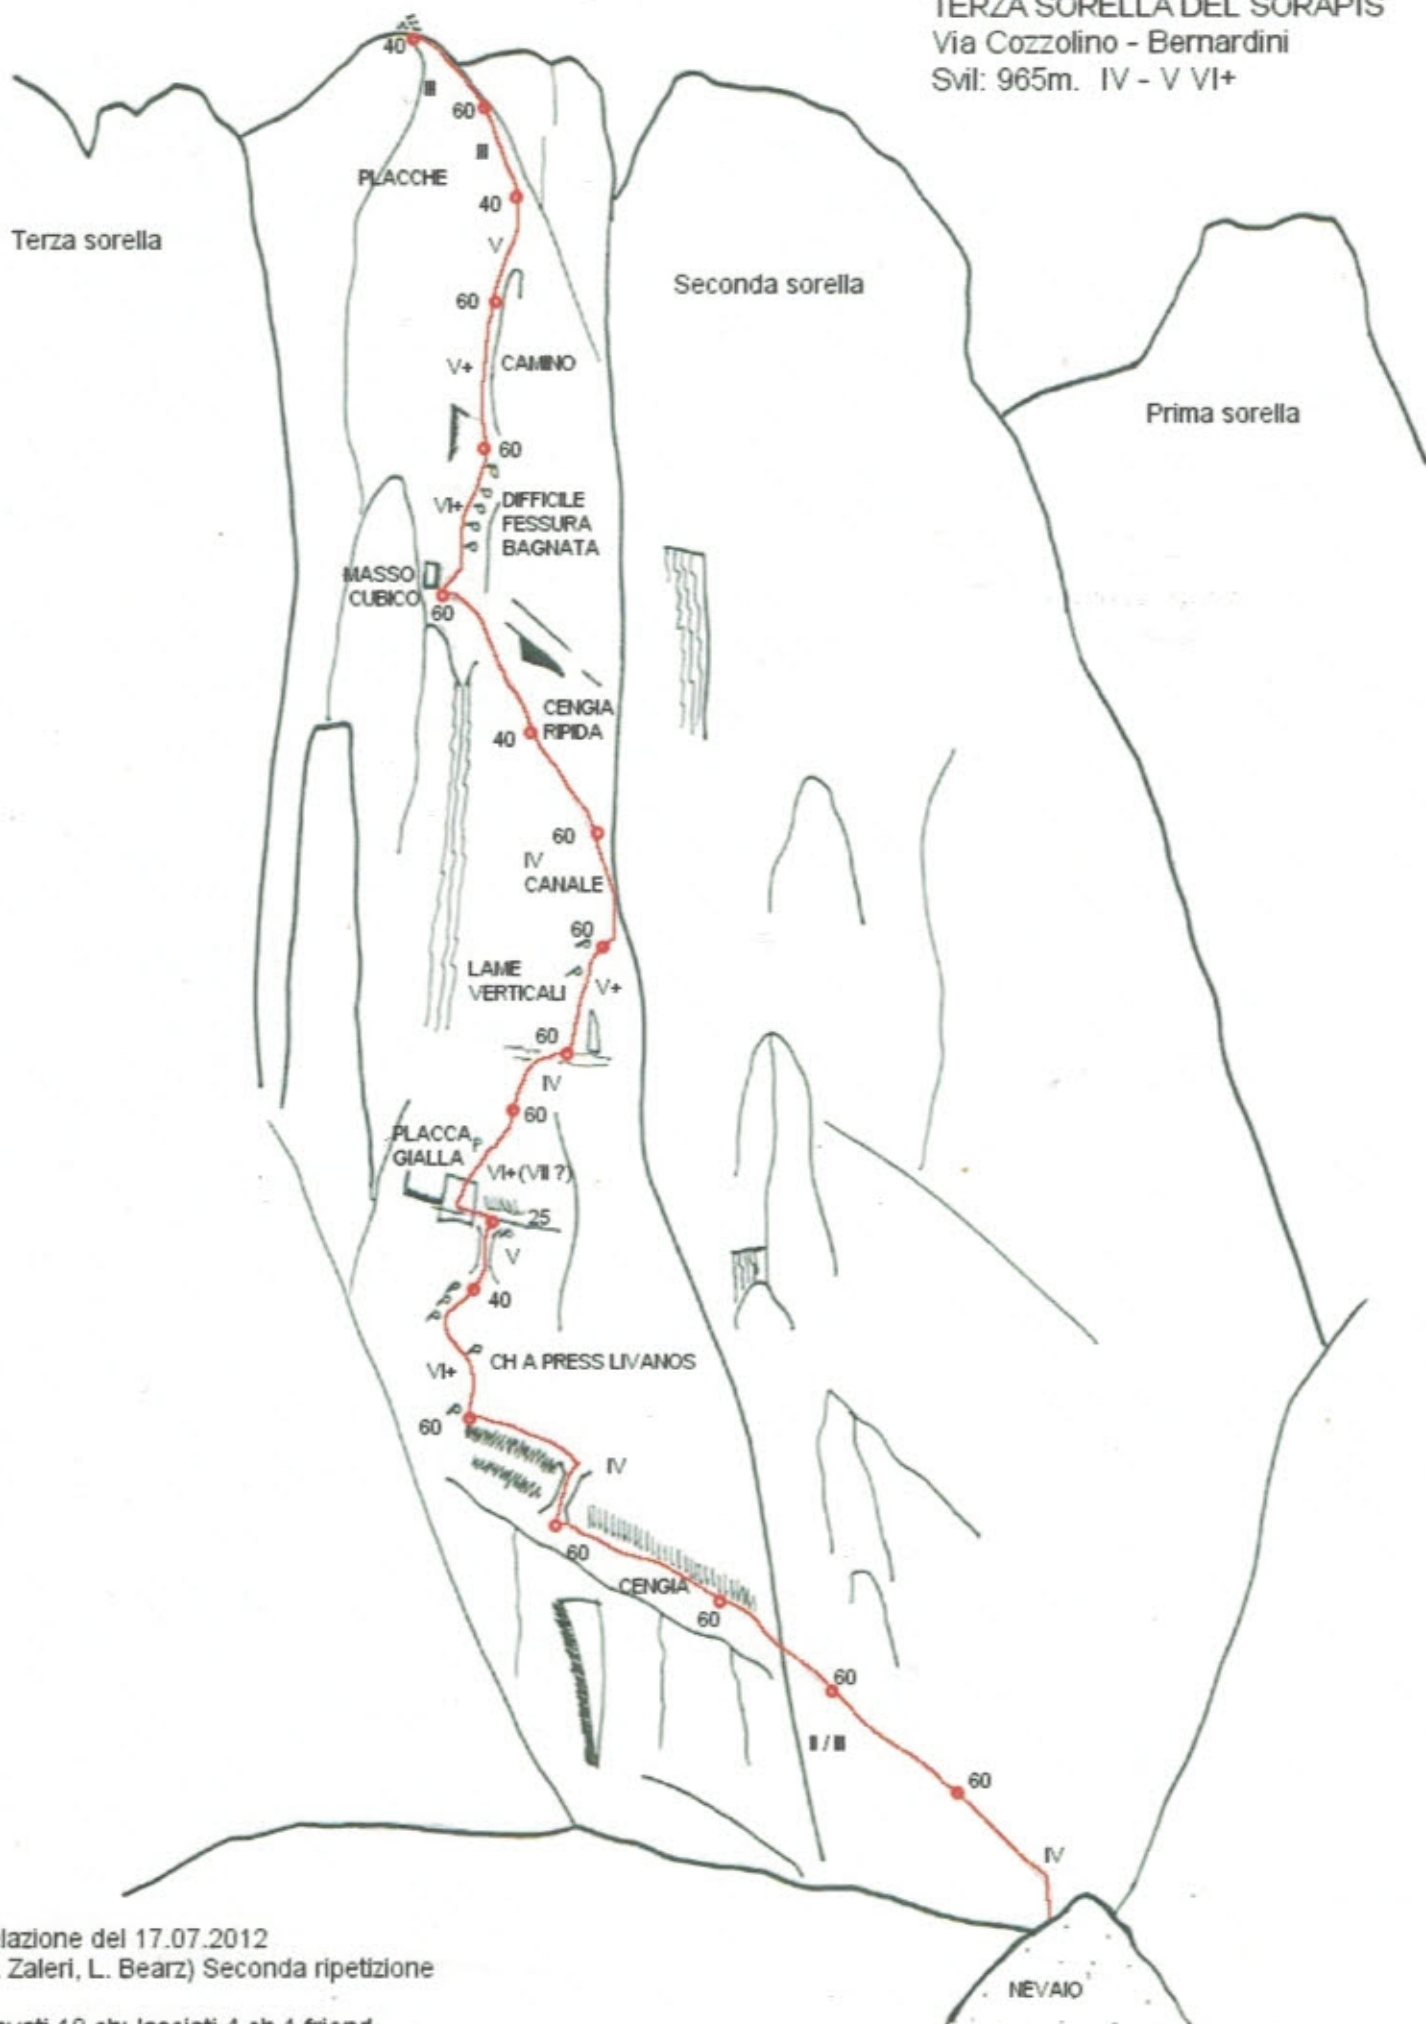 TERZA SORELLA DEL SORAPIS
Via Cozzolino - Bernardini
Svil: 965m. IV - V VI+
40
III
60
III
PLACCHE
40
Terza sorella
V
Seconda sorella
60
V+
CAMINO
Prima sorella
60
VI+
DIFFICILE
FESSURA
BAGNATA
MASSO
CUBICO
60
CENGIA
RIPIDA
40
60
IV
CANALE
60
LAME
VERTICALI
V+
60
IV
60
PLACCA
GIALLA
VI+(VII ?)
25
V
40
CH A PRESS LIVANOS
VI+
60
IV
60
CENGIA
60
60
II / III
60
IV
NEVAIO
lazione del 17.07.2012
Zaleri, L. Bearz) Seconda ripetizione